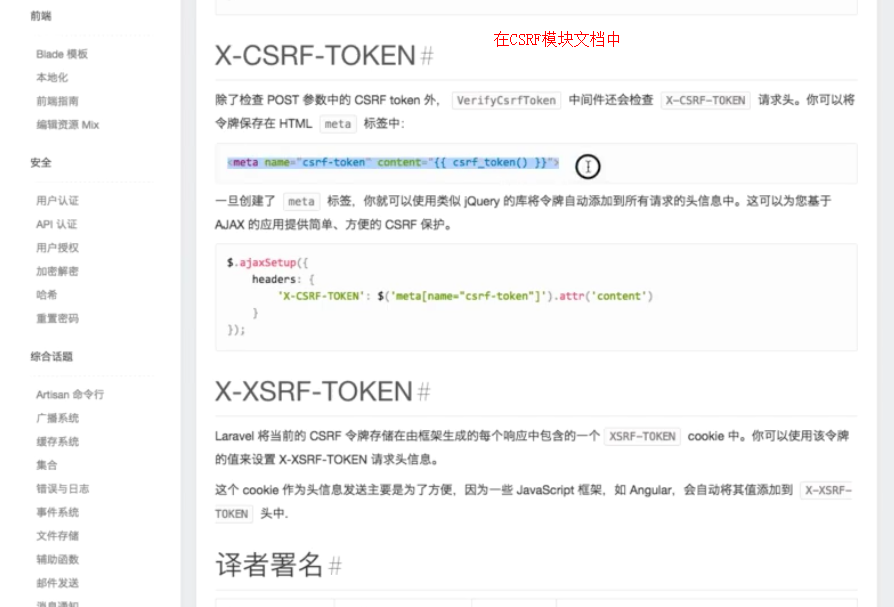 前端
Blade 模板
本地化
前端指南
编辑资源 Mix
安全
用户认证
API 认证
用户授权
加密解密
哈希
重置密码
综合话题
Artisan 命令行
广播系统
缓存系统
集合
错误与日志
事件系统
文件存储
辅助函数
邮件发送
消息通知
在CSRF模块文档中
X-CSRF-TOKEN#
除了检查 POST 参数中的 CSRF token 外， VerifyCsrfToken 中间件还会检查 X-CSRF-TOKEN 请求头。你可以将
令牌保存在 HTML meta 标签中:
<meta name="csrf-token" content="{{ csrf_token() }}">
一旦创建了 meta 标签，你就可以使用类似 jQuery 的库将令牌自动添加到所有请求的头信息中。这可以为您基于
AJAX 的应用提供简单、方便的 CSRF 保护。
$.ajaxSetup({
headers: {
'X-CSRF-TOKEN': $('meta[name="csrf-token"]').attr('content')
}
});
X-XSRF-TOKEN#
Laravel 将当前的 CSRF 令牌存储在由框架生成的每个响应中包含的一个 XSRF-TOKEN cookie 中。你可以使用该令牌
的值来设置 X-XSRF-TOKEN 请求头信息。
这个 cookie 作为头信息发送主要是为了方便，因为一些 JavaScript 框架，如 Angular，会自动将其值添加到 X-XSRF-
TOKEN 头中.
译者署名#